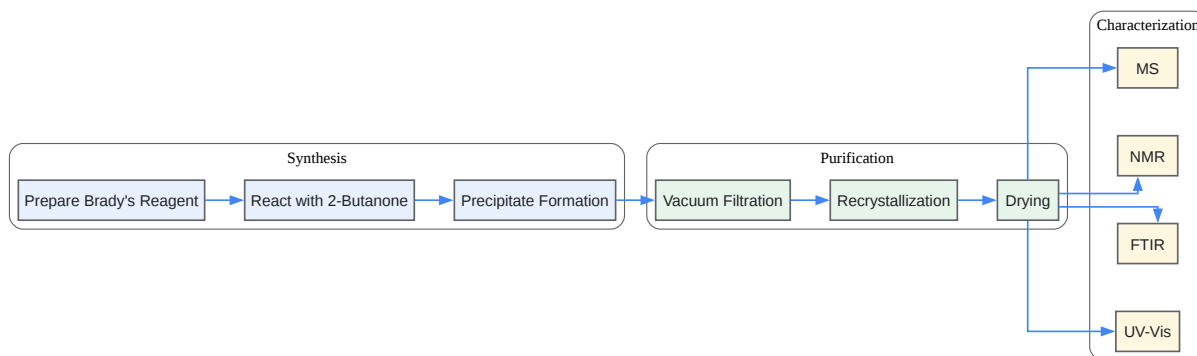 Characterization
MS
Synthesis
Purification
NMR
Prepare Brady's Reagent
React with 2-Butanone
Precipitate Formation
Vacuum Filtration
Recrystallization
Drying
FTIR
UV-Vis